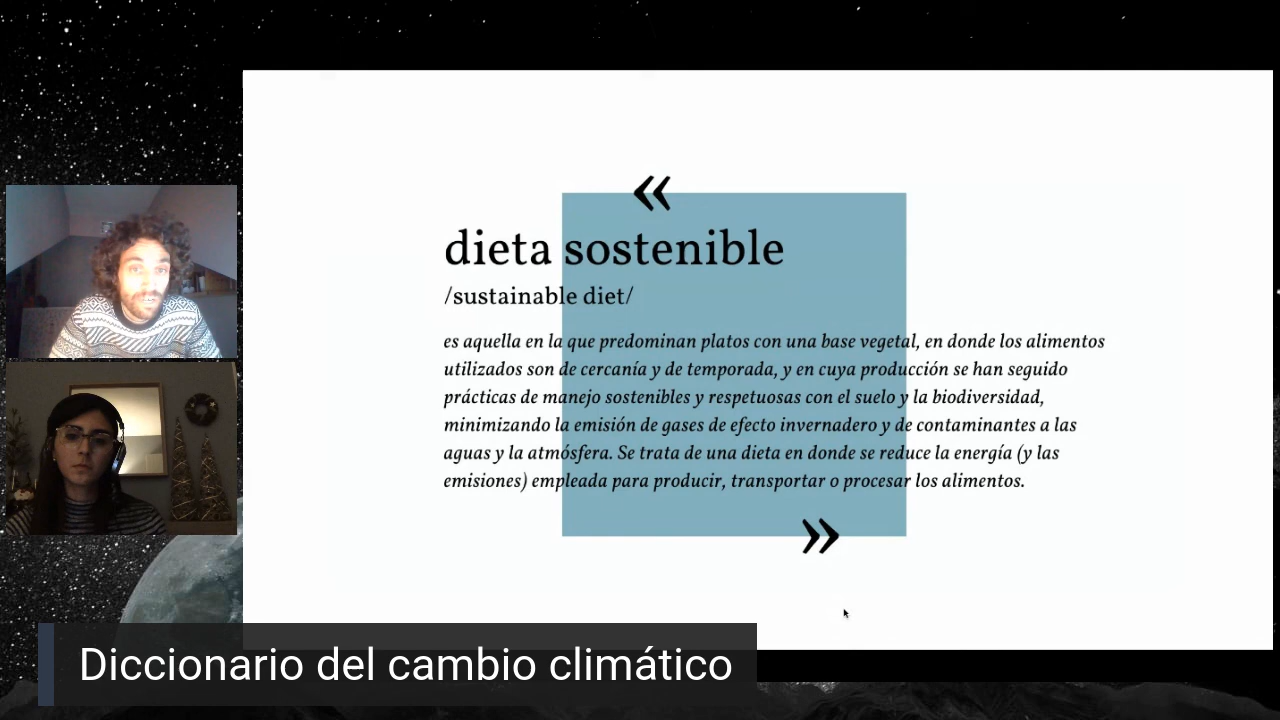 «
dieta sostenible
/sustainable diet/
es aquella en la que predominan platos con una base vegetal, en donde los alimentos
utilizados son de cercanía y de temporada, y en cuya producción se han seguido
prácticas de manejo sostenibles y respetuosas con el suelo y la biodiversidad,
minimizando la emisión de gases de efecto invernadero y de contaminantes a las
aguas y la atmósfera. Se trata de una dieta en donde se reduce la energía (y las
emisiones) empleada para producir, transportar o procesar los alimentos.
»
Diccionario del cambio climático